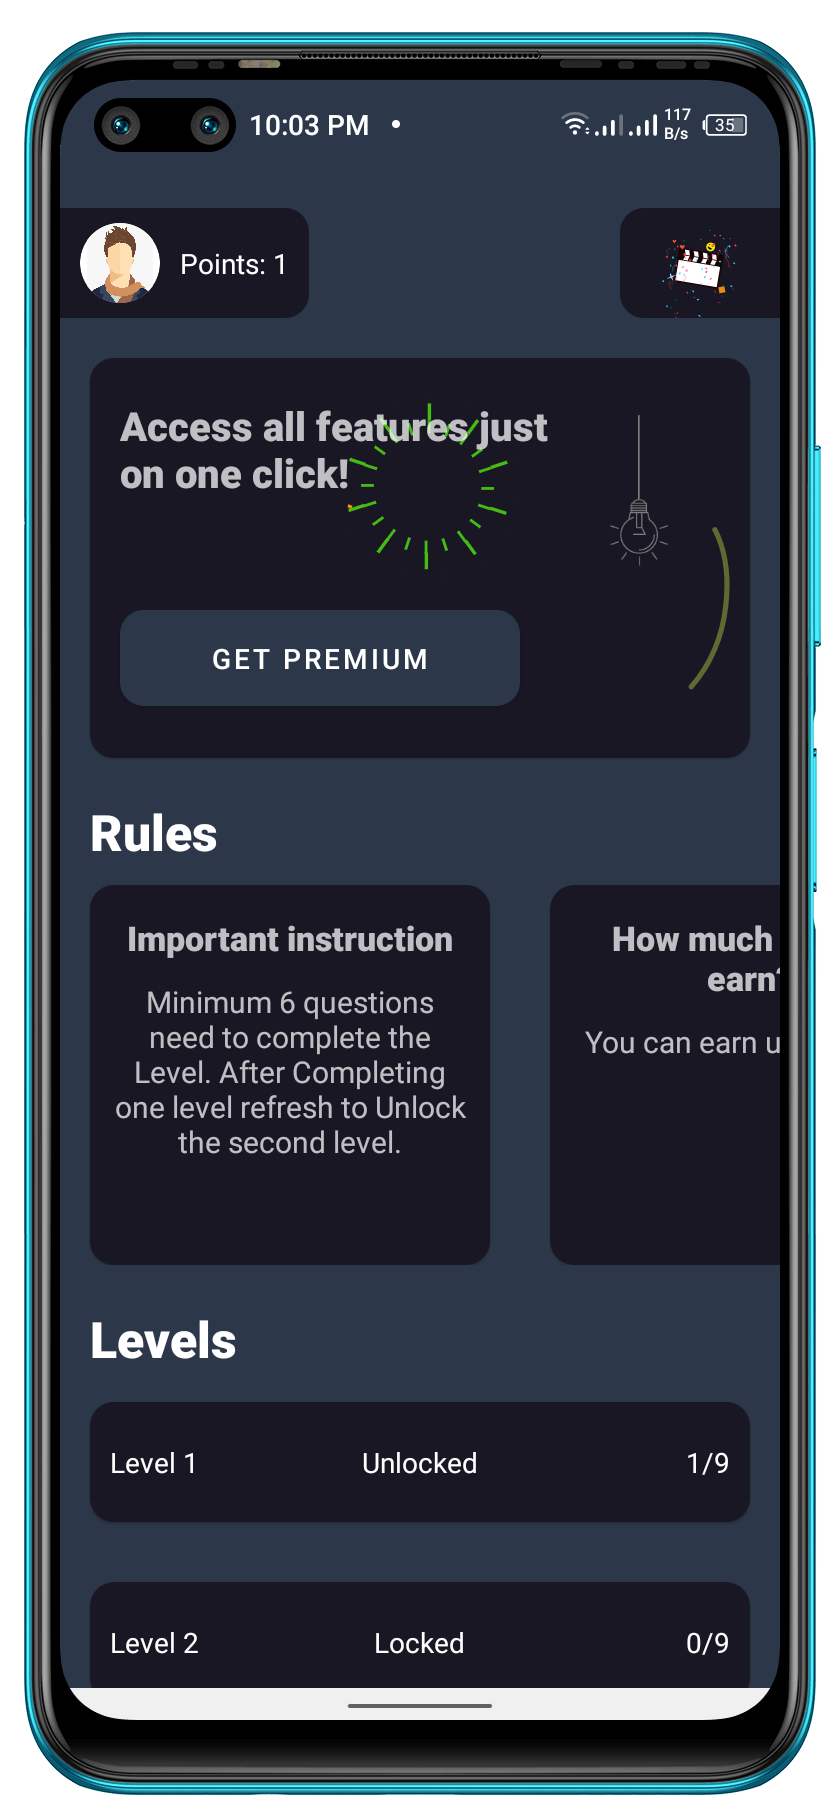 10:03 PM
117
B/s
35
Points: 1
Access all features just
on one click!
GET PREMIUM
Rules
Important instruction
Minimum 6 questions
need to complete the
Level. After Completing
one level refresh to Unlock
the second level.
How much
earn
You can earn u
Levels
Level 1 Unlocked 1/9
Level 2 Locked 0/9